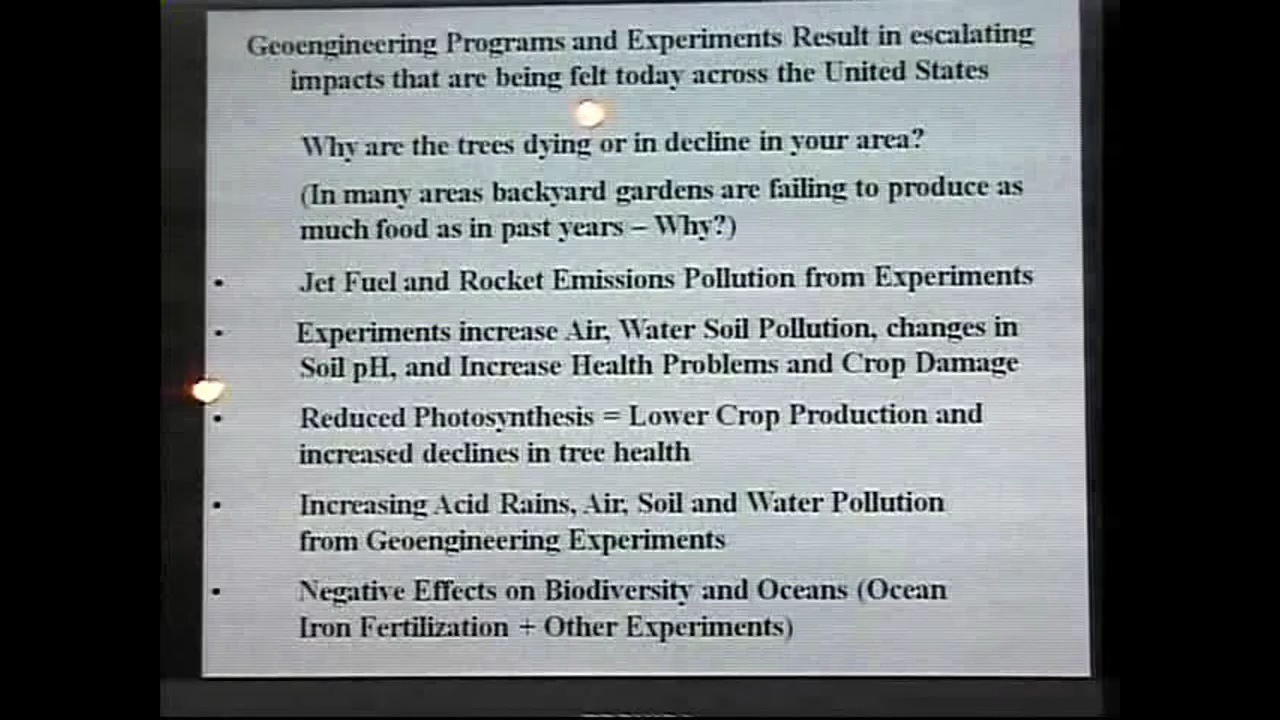 Geoengineering Programs and Experiments Result in escalating
impacts that are being felt today across the United States
Why are the trees dying or in decline in your area?
(In many areas backyard gardens are failing to produce as
much food as in past years – Why?)
• Jet Fuel and Rocket Emissions Pollution from Experiments
• Experiments increase Air, Water Soil Pollution, changes in
Soil pH, and Increase Health Problems and Crop Damage
• Reduced Photosynthesis = Lower Crop Production and
increased declines in tree health
• Increasing Acid Rains, Air, Soil and Water Pollution
from Geoengineering Experiments
• Negative Effects on Biodiversity and Oceans (Ocean
Iron Fertilization + Other Experiments)